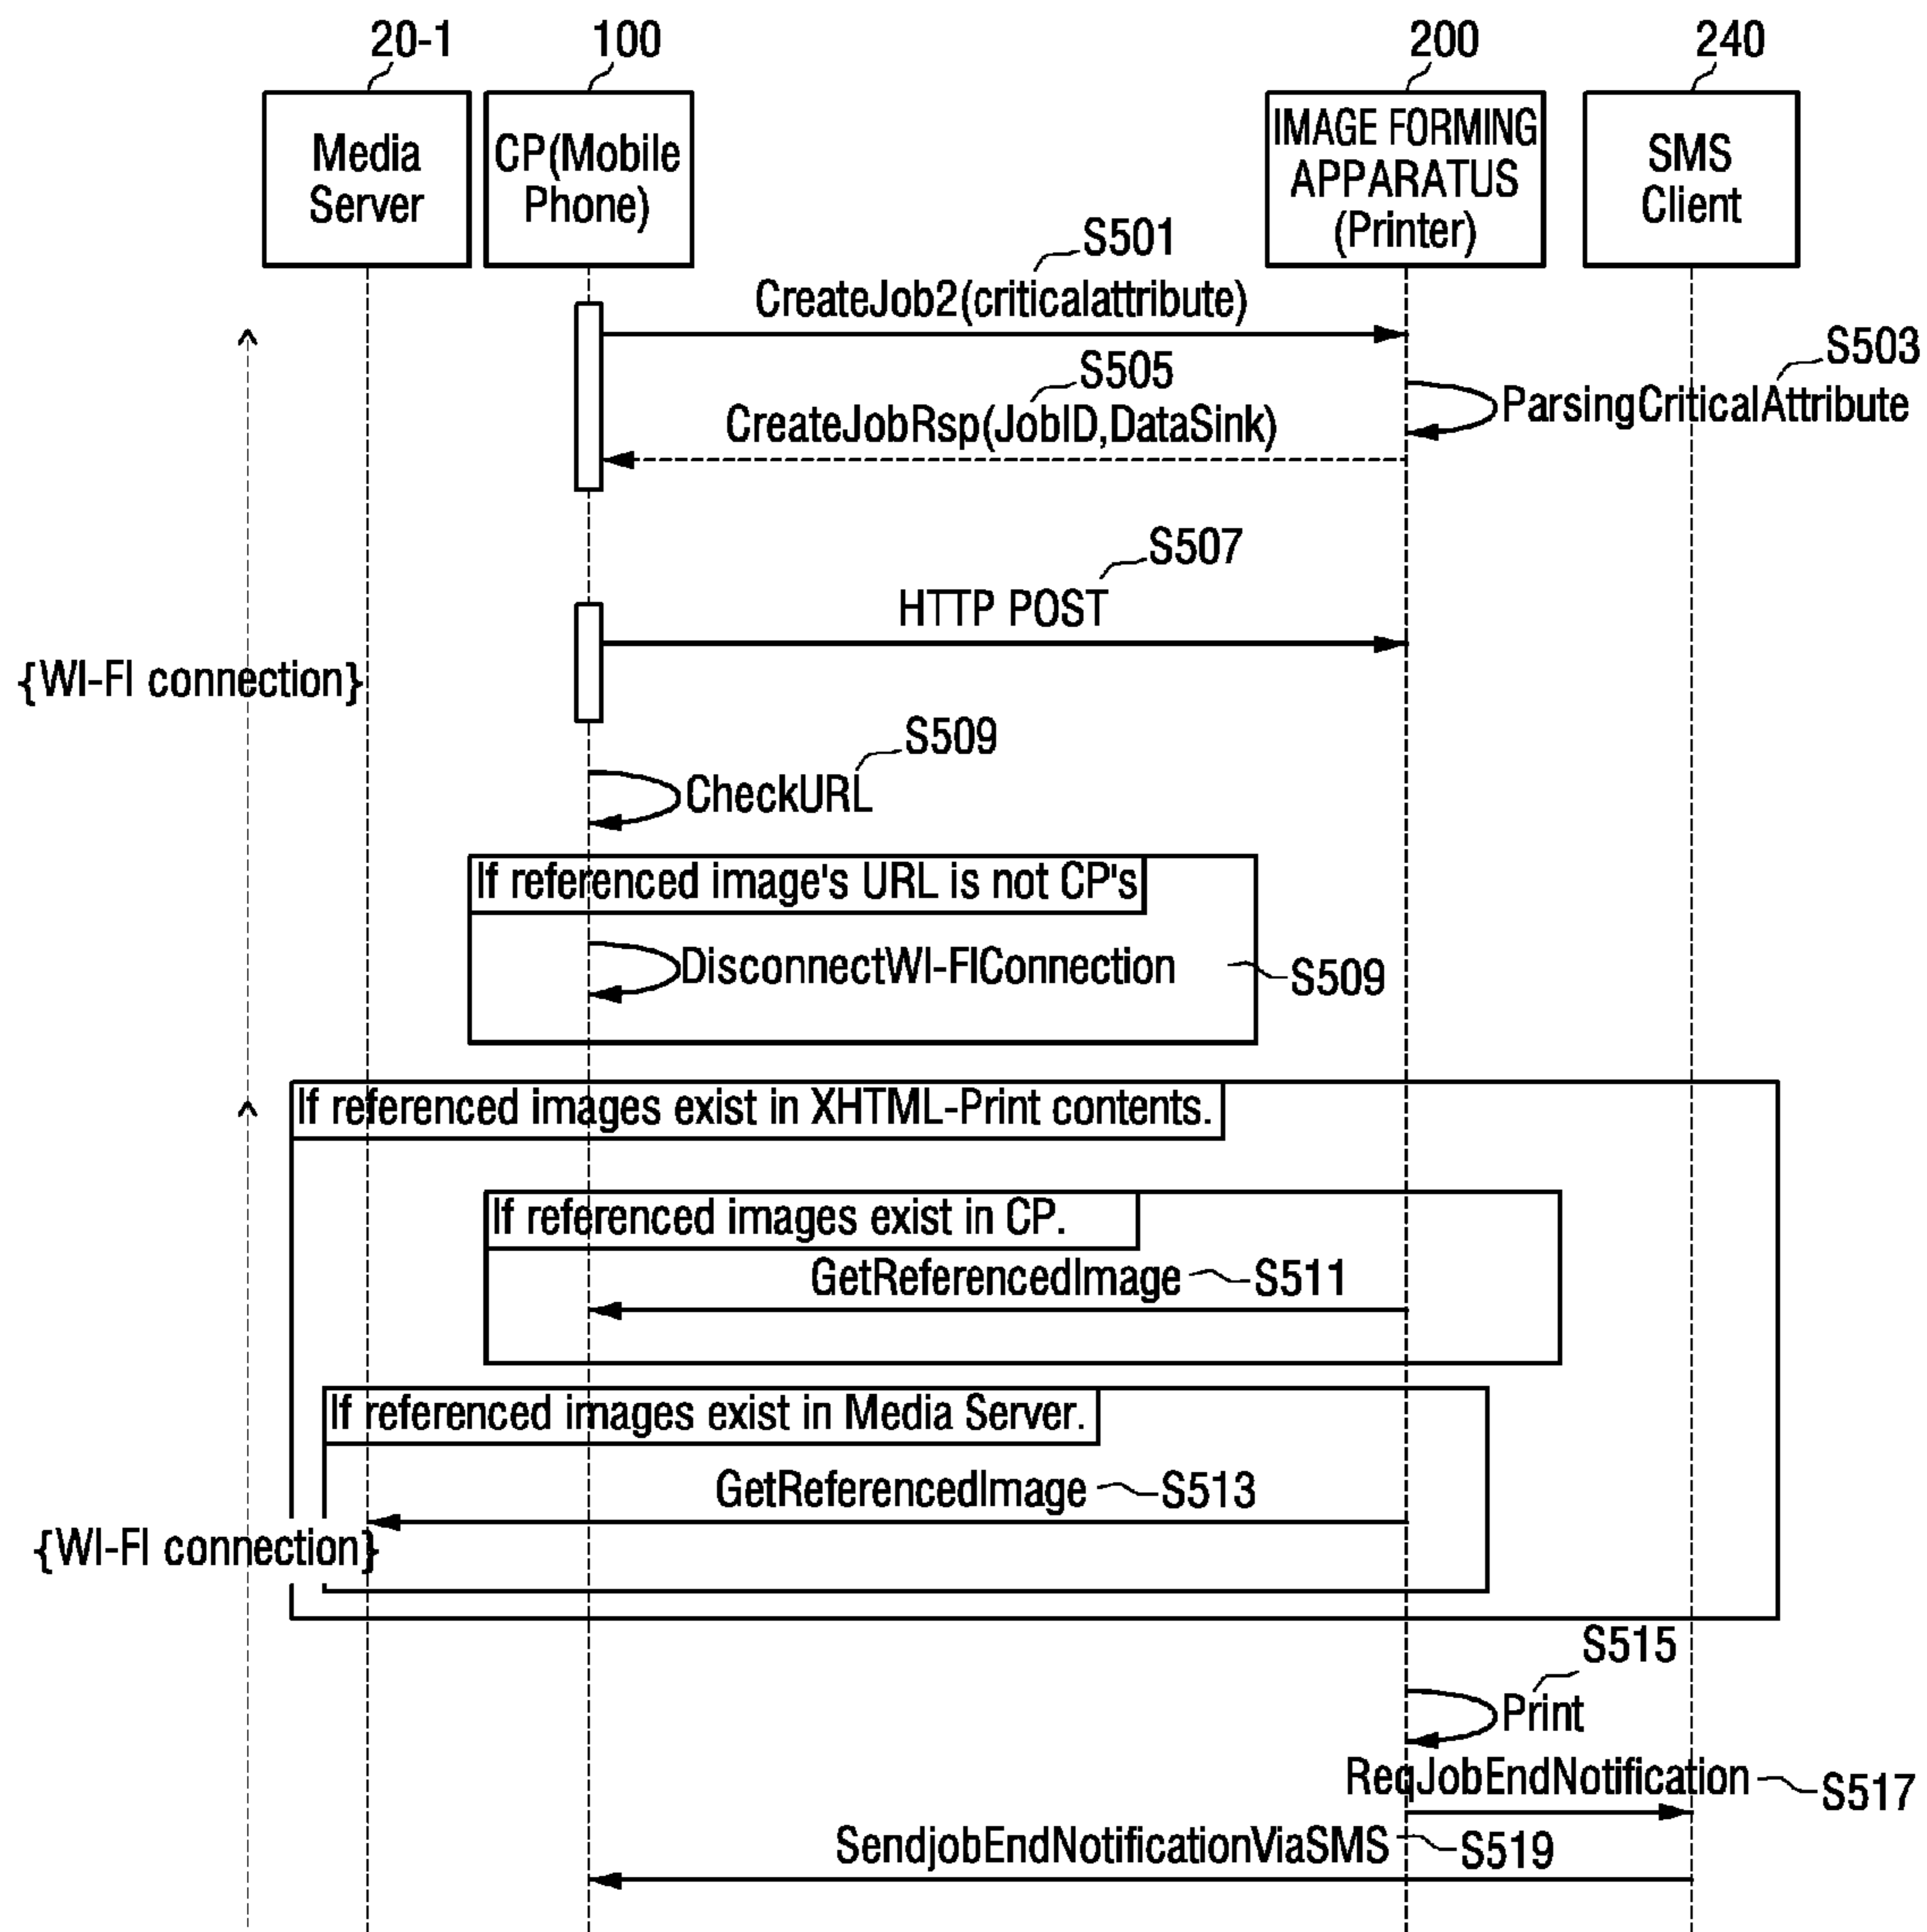 20-1
100
200
240
Media
Server
CP(Mobile
Phone)
IMAGE FORMING
APPARATUS
(Printer)
SMS
Client
S501
CreateJob2(criticalattribute)
S503
ParsingCriticalAttribute
S505
CreateJobRsp(JobID,DataSink)
S507
HTTP POST
{WI-FI connection}
S509
CheckURL
If referenced image's URL is not CP's
DisconnectWI-FIConnection
S509
If referenced images exist in XHTML-Print contents.
If referenced images exist in CP.
GetReferencedImage
S511
If referenced images exist in Media Server.
GetReferencedImage
S513
{WI-FI connection}
S515
Print
ReqJobEndNotification
S517
SendjobEndNotificationViaSMS
S519